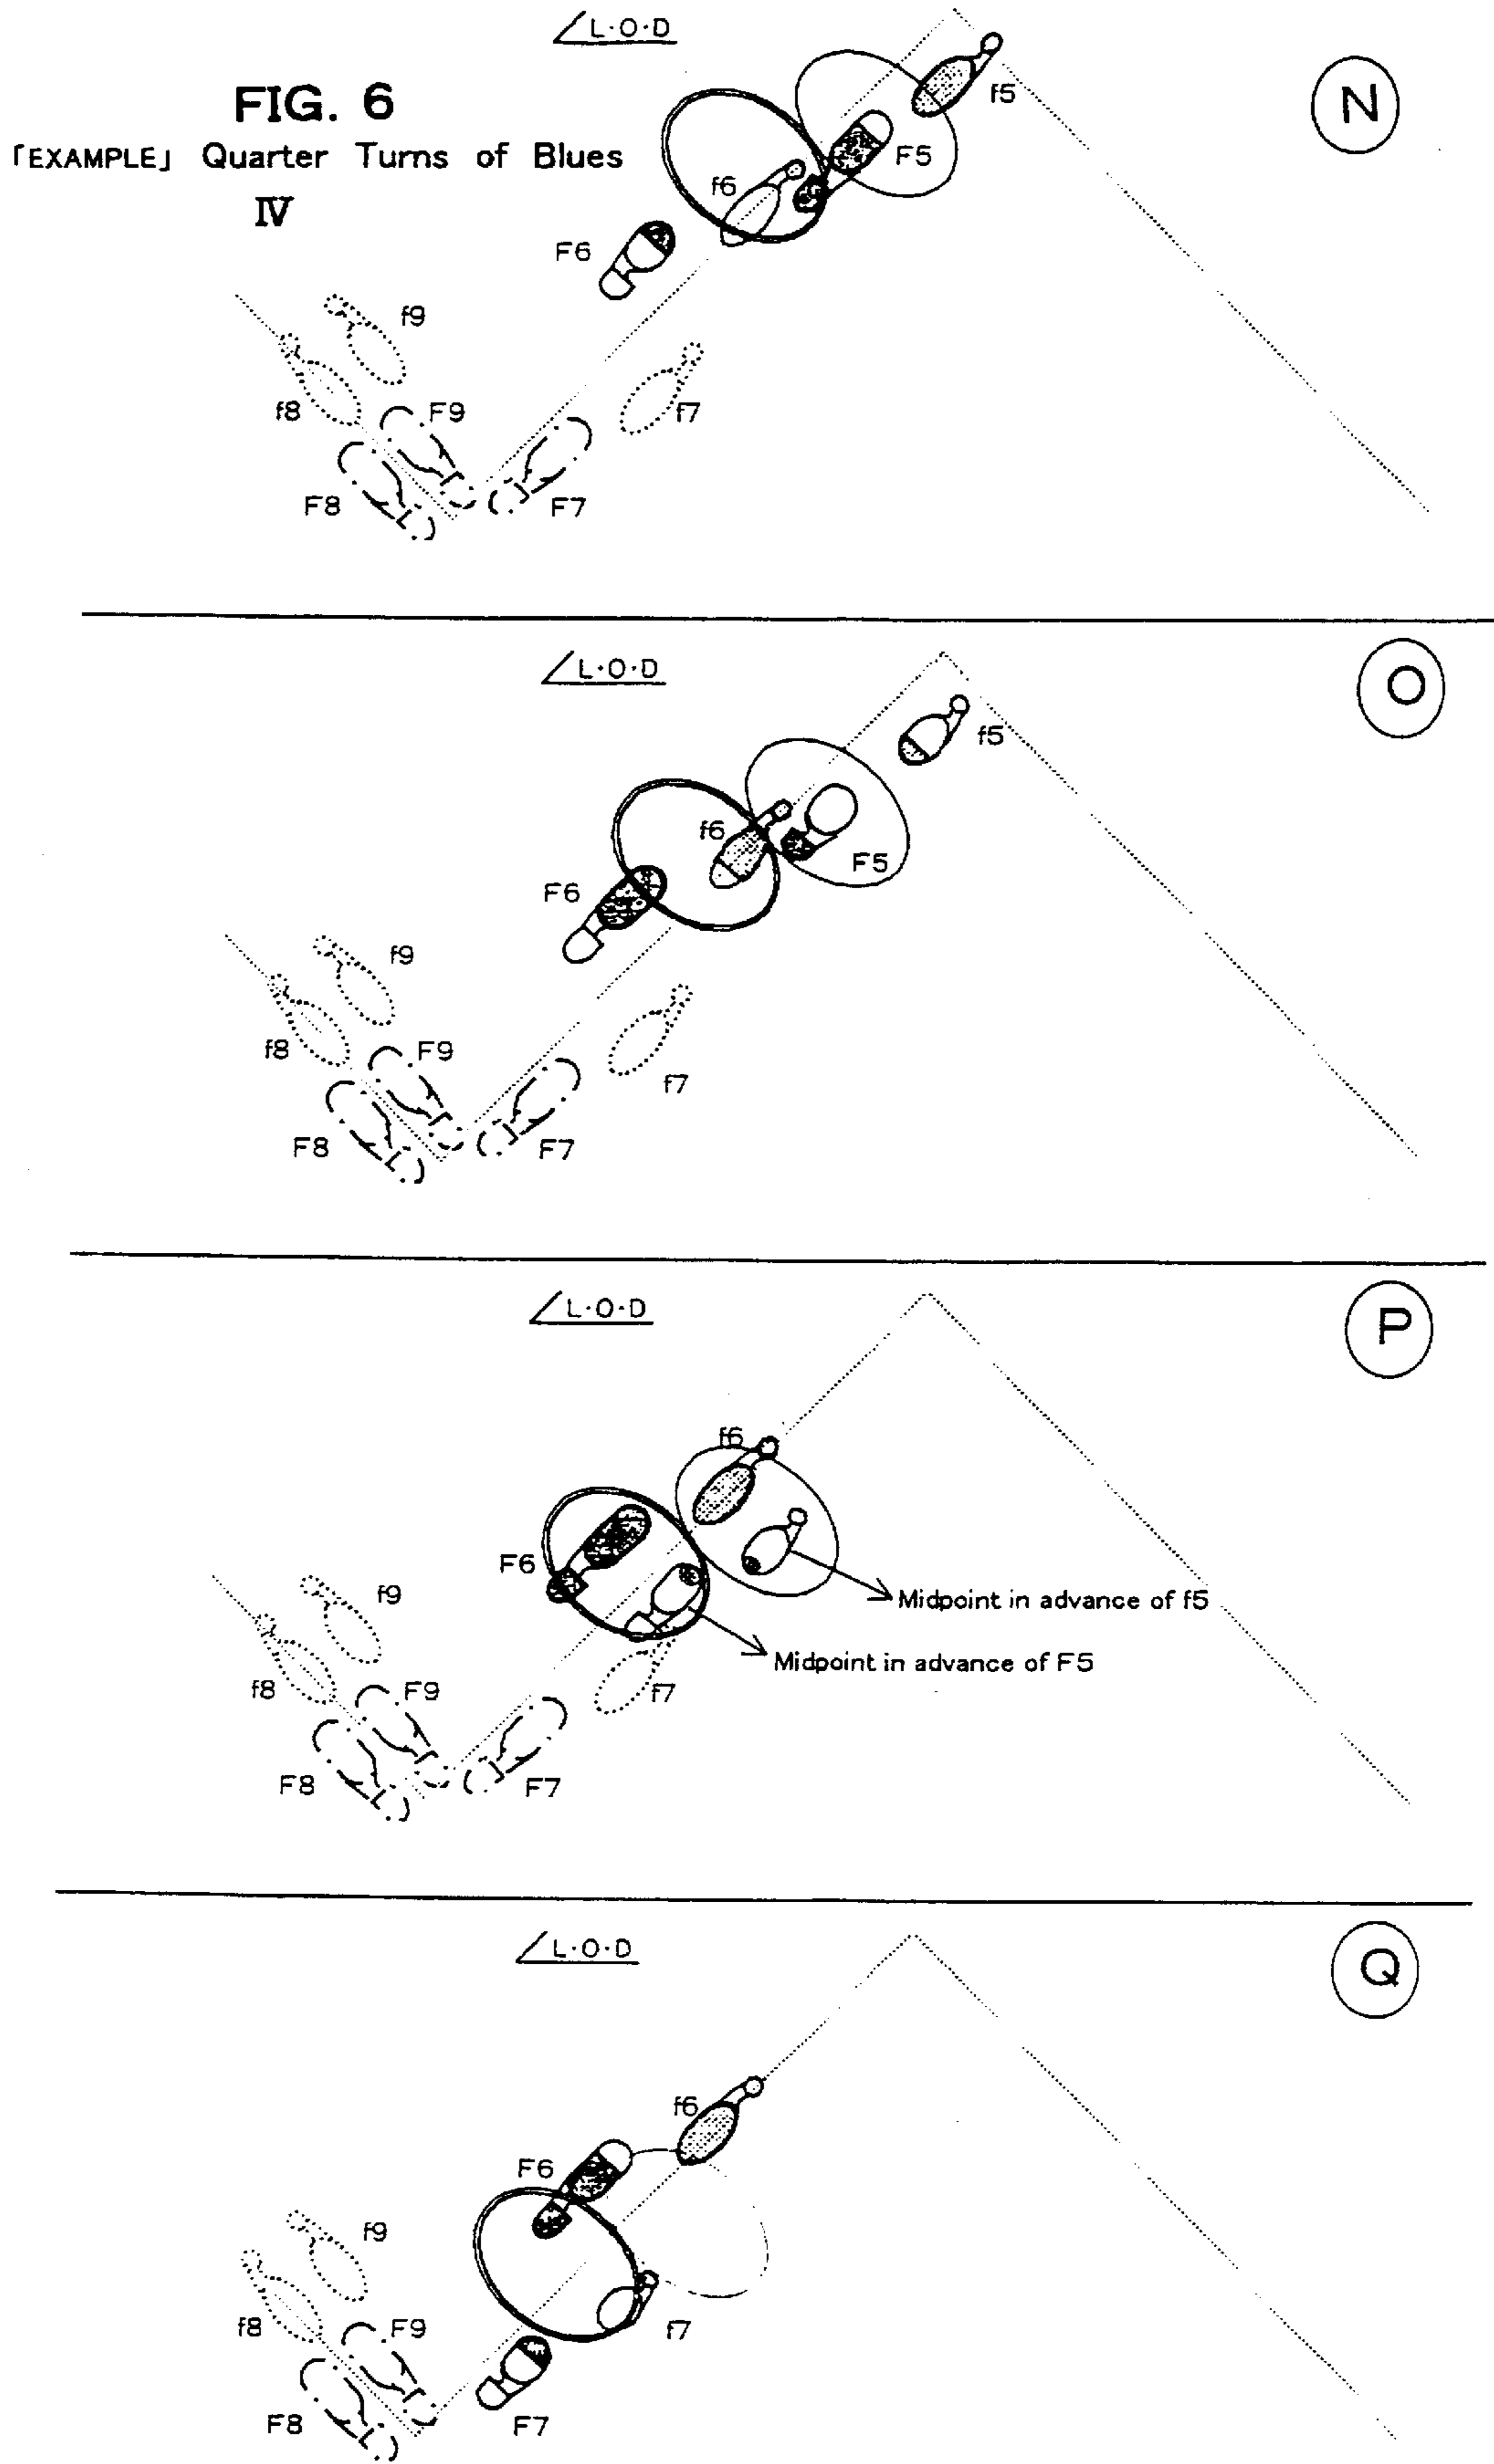 ∠L·O·D
FIG. 6
「EXAMPLE」 Quarter Turns of Blues
IV
N
f5
F5
f6
F6
f9
f8
F9
f7
F8
F7
∠L·O·D
O
f5
f6
F5
F6
f9
f8
F9
f7
F8
F7
∠L·O·D
P
f6
F6
f9
Midpoint in advance of f5
Midpoint in advance of F5
f8
F9
f7
F8
F7
∠L·O·D
Q
f6
F6
f9
f8
F9
f7
F8
F7